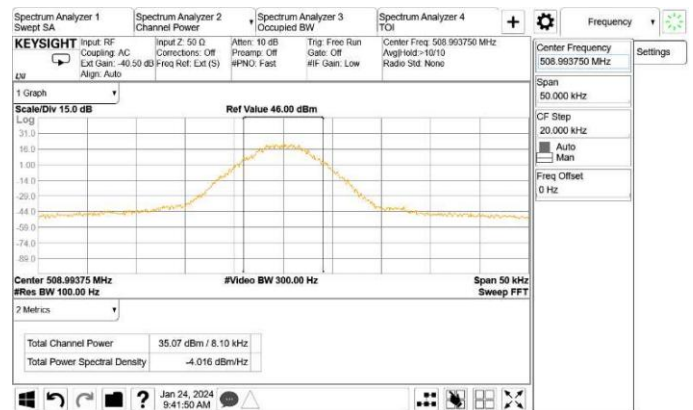 Spectrum Analyzer 1
Swept SA
Spectrum Analyzer 2
Channel Power
Spectrum Analyzer 3
Occupied BW
Spectrum Analyzer 4
TOI
+
Frequency
KEYSIGHT
LXI
Input: RF
Coupling: AC
Ext Gain: -40.50 dB
Align: Auto
Input Z: 50 Ω
Corrections: Off
Freq Ref: Ext (S)
Atten: 10 dB
Preamp: Off
#PNO: Fast
Trig: Free Run
Gate: Off
#IF Gain: Low
Center Freq: 508.993750 MHz
Avg|Hold:>10/10
Radio Std: None
Center Frequency
508.993750 MHz
Settings
Span
50.000 kHz
CF Step
20.000 kHz
Auto
Man
Freq Offset
0 Hz
1 Graph
Scale/Div 15.0 dB
Ref Value 46.00 dBm
Log
31.0
16.0
1.00
-14.0
-29.0
-44.0
-59.0
-74.0
-89.0
Center 508.99375 MHz
#Video BW 300.00 Hz
Span 50 kHz
#Res BW 100.00 Hz
Sweep FFT
2 Metrics
Total Channel Power 35.07 dBm / 8.10 kHz
Total Power Spectral Density -4.016 dBm/Hz
?
Jan 24, 2024
9:41:50 AM